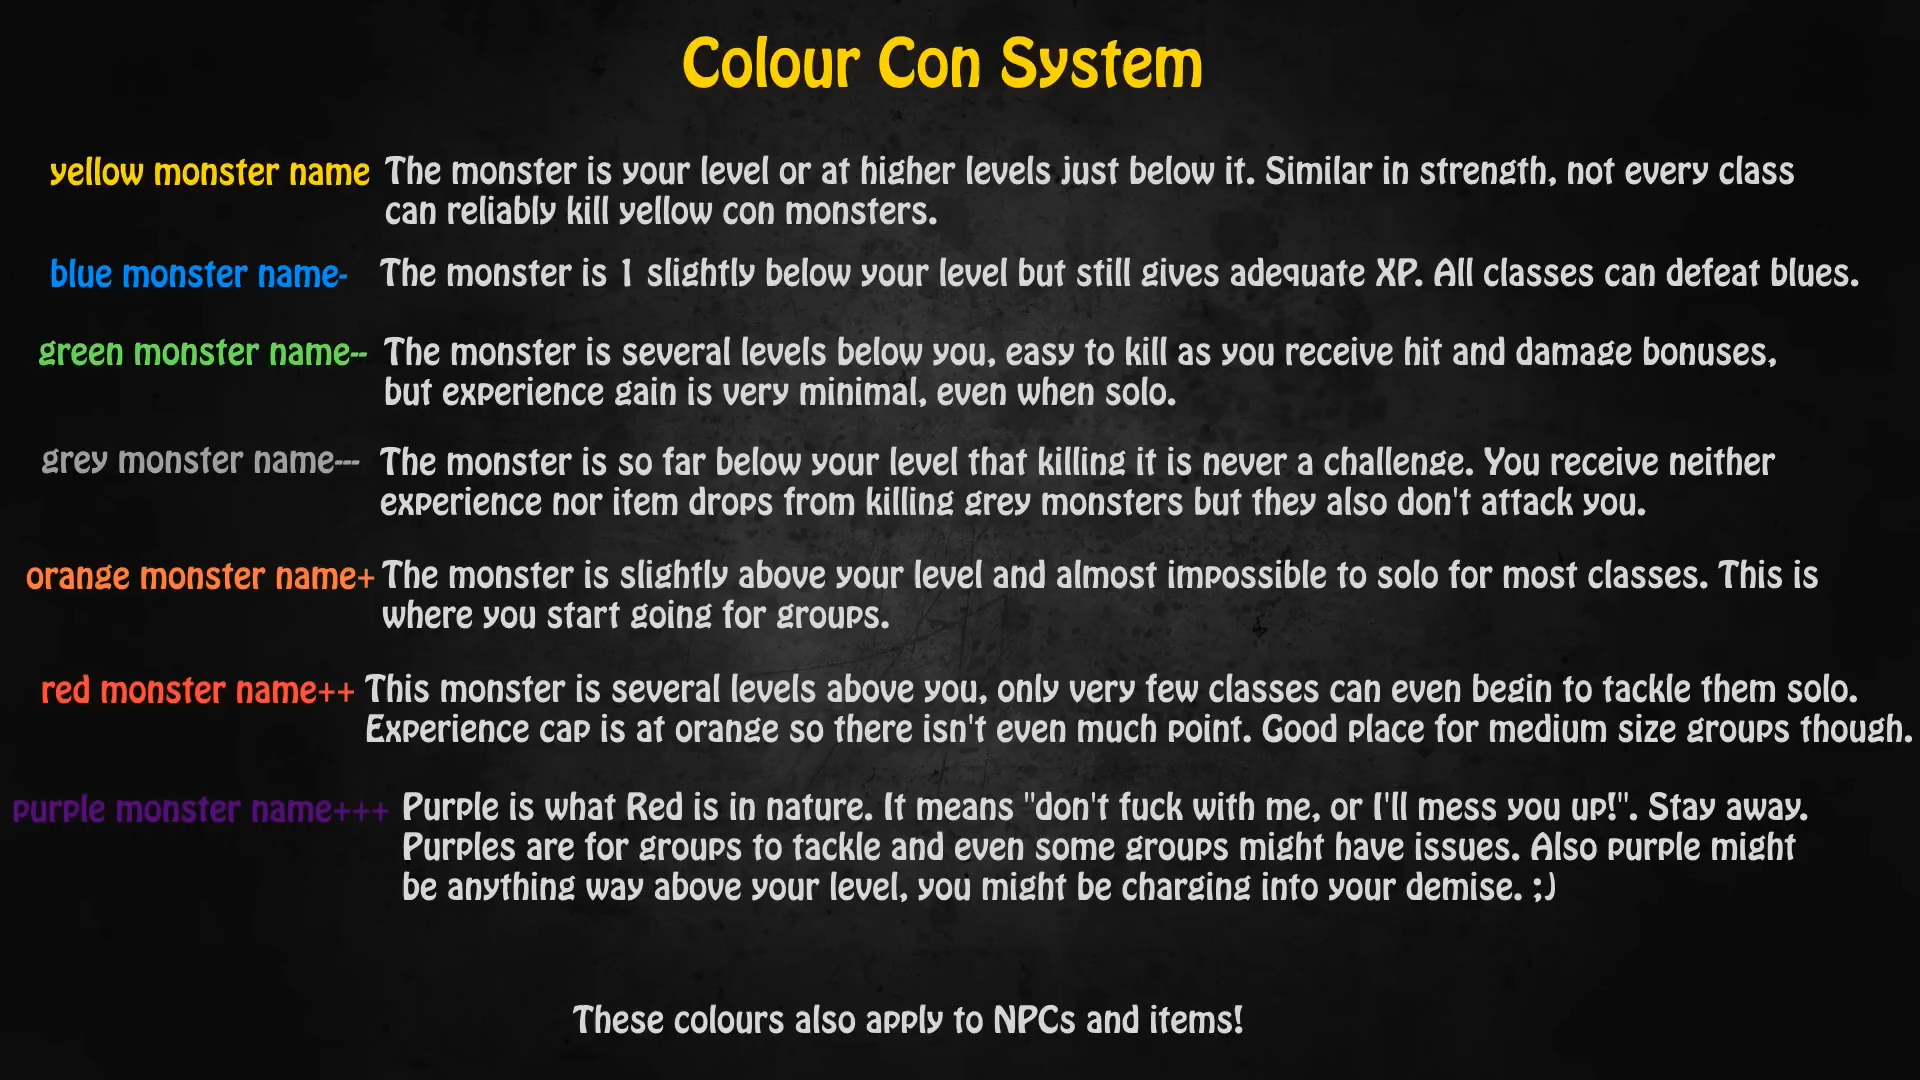 Colour Con System
yellow monster name The monster is your level or at higher levels just below it. Similar in strength, not every class
can reliably kill yellow con monsters.
blue monster name- The monster is 1 slightly below your level but still gives adequate XP. All classes can defeat blues.
green monster name-- The monster is several levels below you, easy to kill as you receive hit and damage bonuses,
but experience gain is very minimal, even when solo.
grey monster name--- The monster is so far below your level that killing it is never a challenge. You receive neither
experience nor item drops from killing grey monsters but they also don't attack you.
orange monster name+ The monster is slightly above your level and almost impossible to solo for most classes. This is
where you start going for groups.
red monster name++ This monster is several levels above you, only very few classes can even begin to tackle them solo.
Experience cap is at orange so there isn't even much point. Good place for medium size groups though.
purple monster name+++ Purple is what Red is in nature. It means "don't fuck with me, or I'll mess you up!". Stay away.
Purples are for groups to tackle and even some groups might have issues. Also purple might
be anything way above your level, you might be charging into your demise. ;)
These colours also apply to NPCs and items!